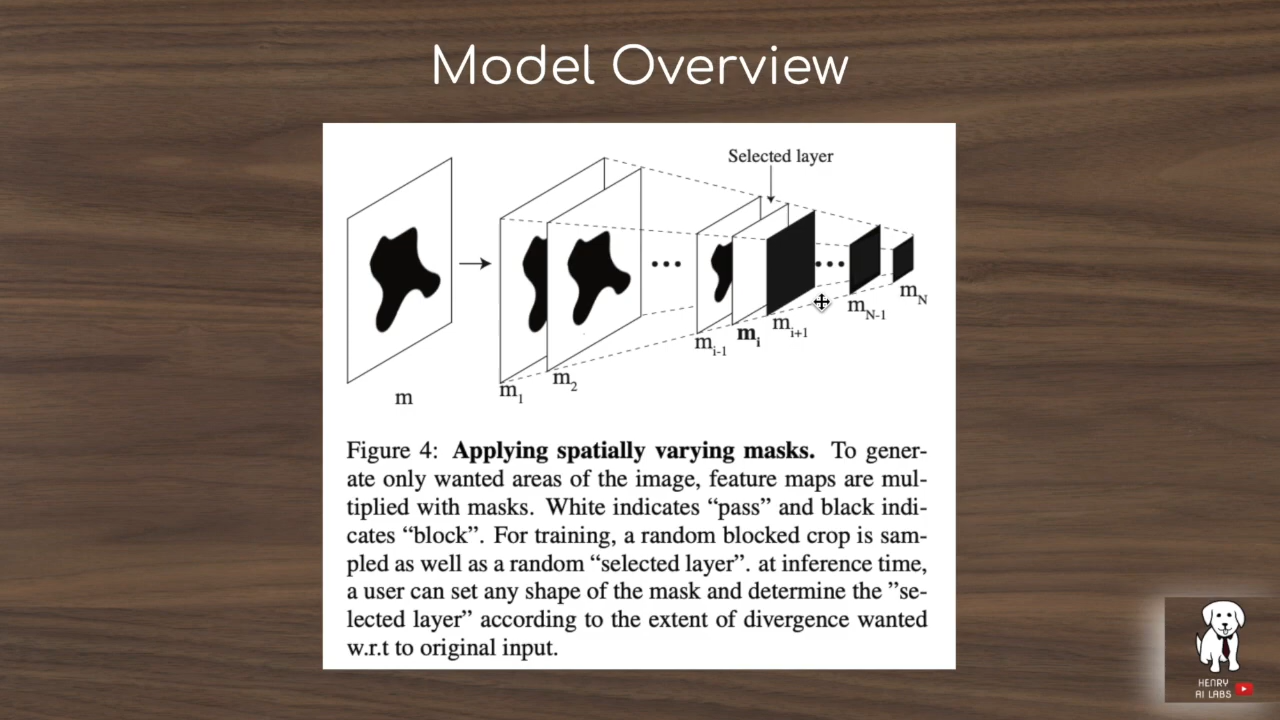 Model Overview
Selected layer
m
m1
m2
mi-1
mi
mi+1
mN-1
mN
Figure 4: Applying spatially varying masks. To gener-
ate only wanted areas of the image, feature maps are mul-
tiplied with masks. White indicates “pass” and black indi-
cates “block”. For training, a random blocked crop is sam-
pled as well as a random “selected layer”. at inference time,
a user can set any shape of the mask and determine the ”se-
lected layer” according to the extent of divergence wanted
w.r.t to original input.
HENRY
AI LABS